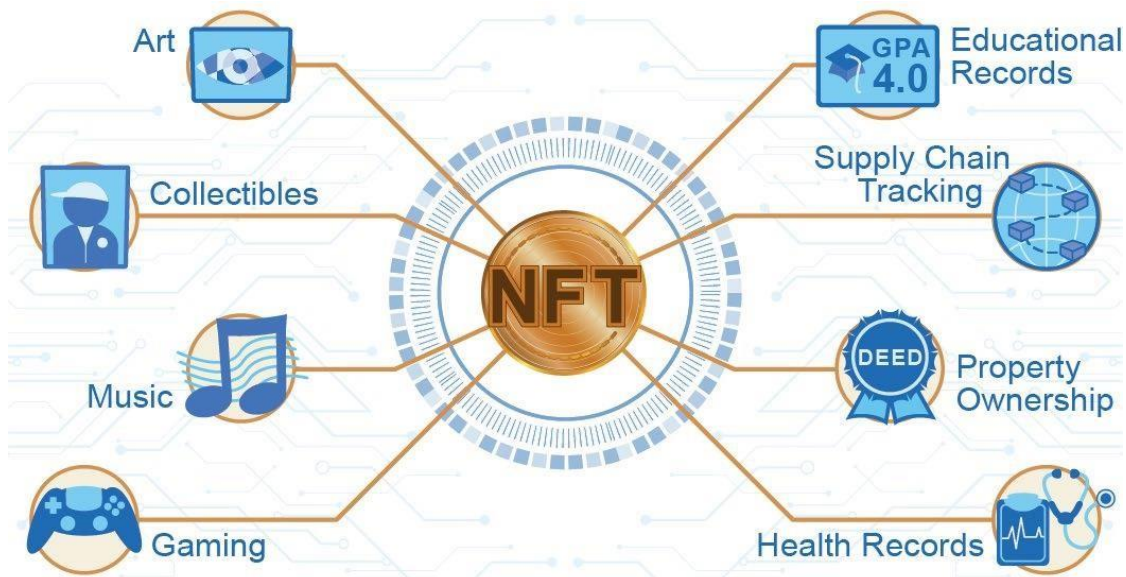 Art
GPA
4.0
Educational
Records
Collectibles
Supply Chain
Tracking
NFT
Music
DEED
Property
Ownership
Gaming
Health Records